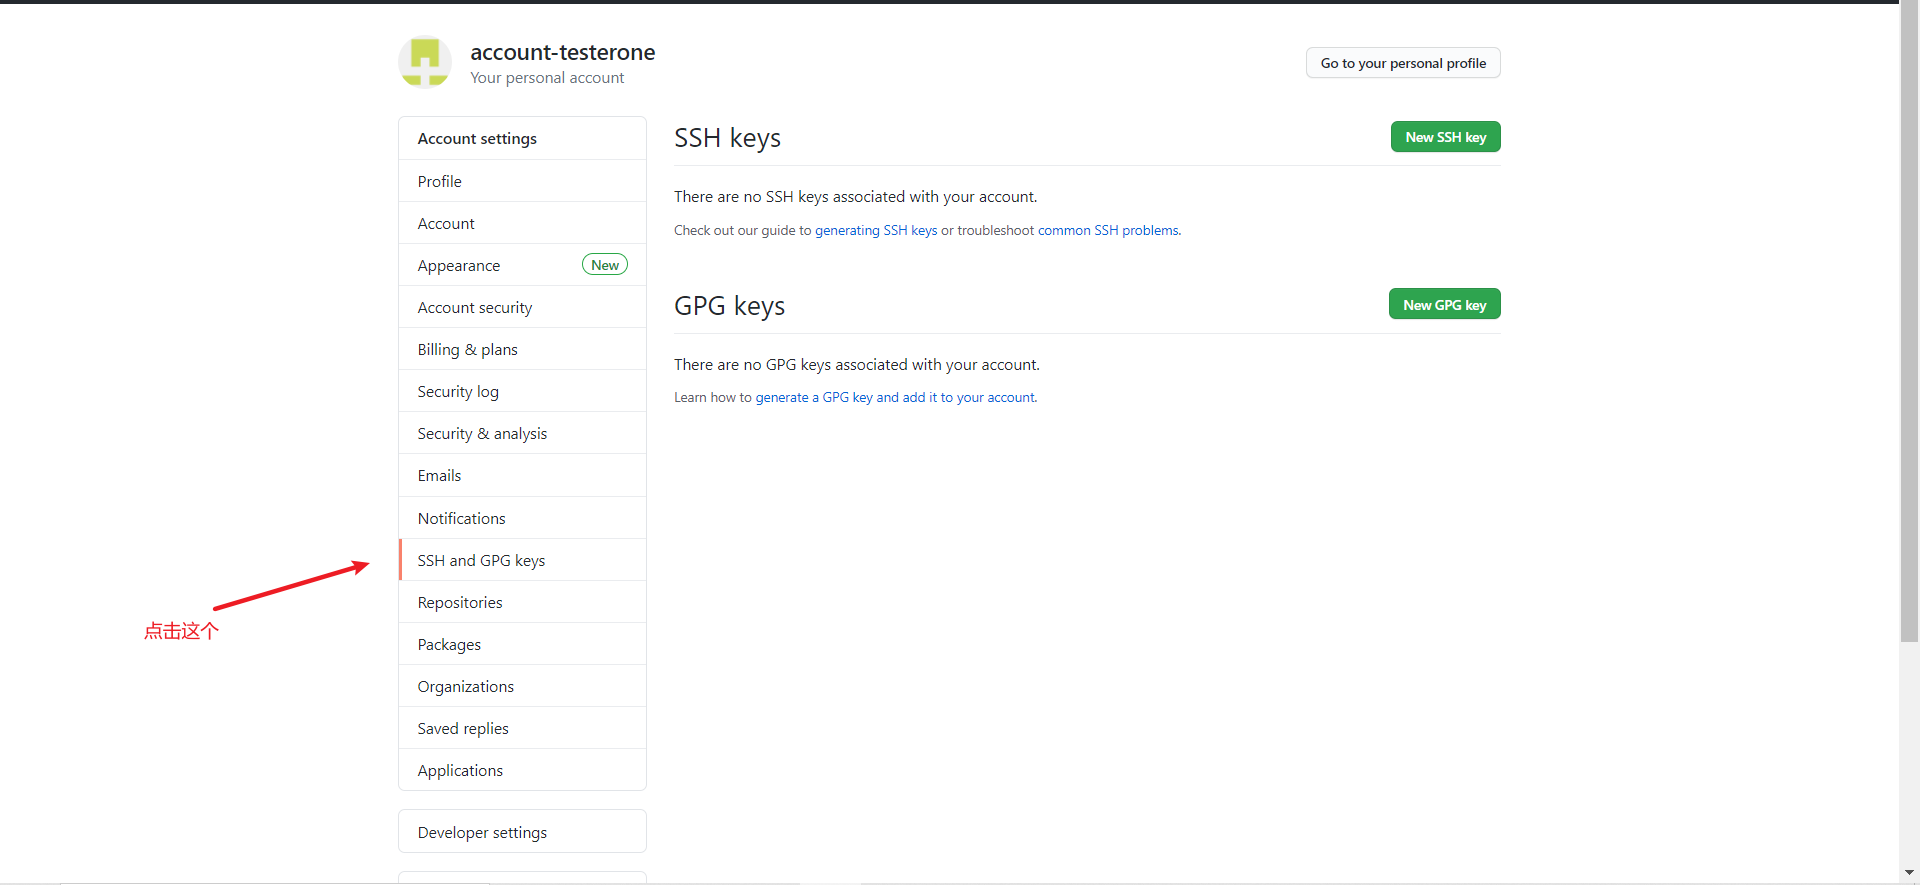 account-testerone
Your personal account
Go to your personal profile
Account settings
Profile
Account
Appearance New
Account security
Billing & plans
Security log
Security & analysis
Emails
Notifications
SSH and GPG keys
Repositories
Packages
Organizations
Saved replies
Applications
Developer settings
点击这个
SSH keys
New SSH key
There are no SSH keys associated with your account.
Check out our guide to generating SSH keys or troubleshoot common SSH problems.
GPG keys
New GPG key
There are no GPG keys associated with your account.
Learn how to generate a GPG key and add it to your account.